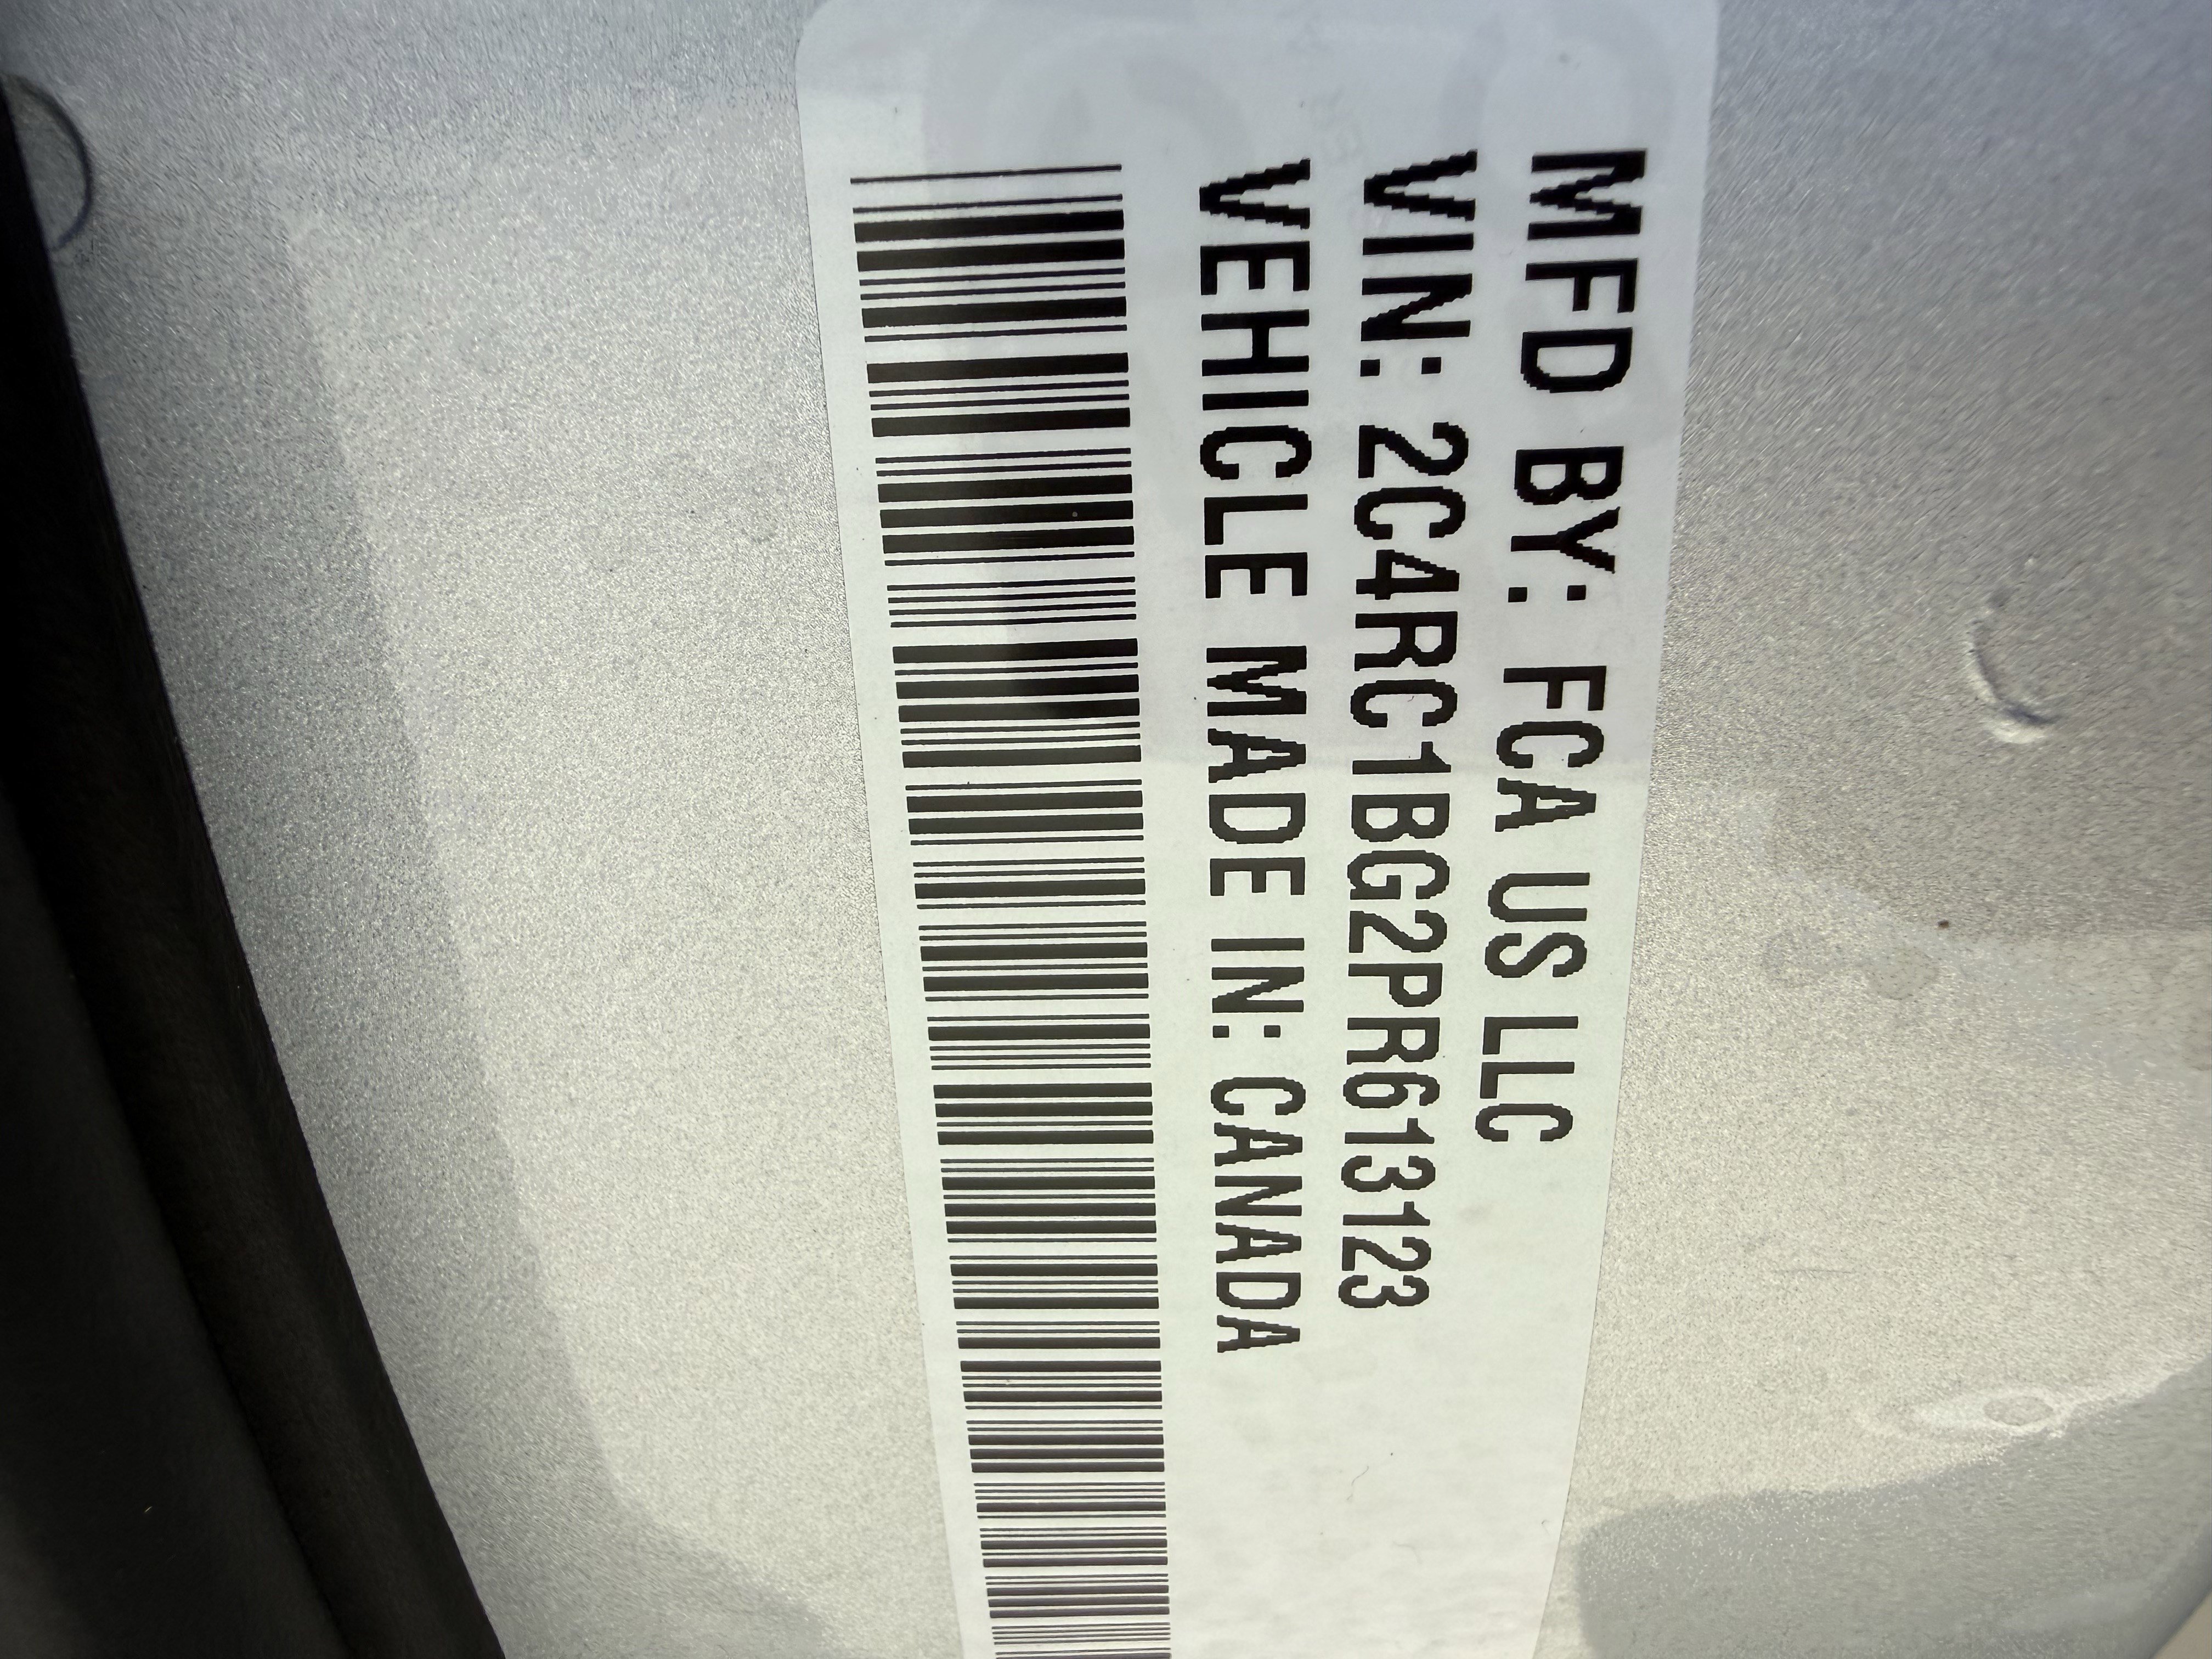 MFD BY: FCA US LLC
VIN: 2C4RC1BG2PR613123
VEHICLE MADE IN: CANADA